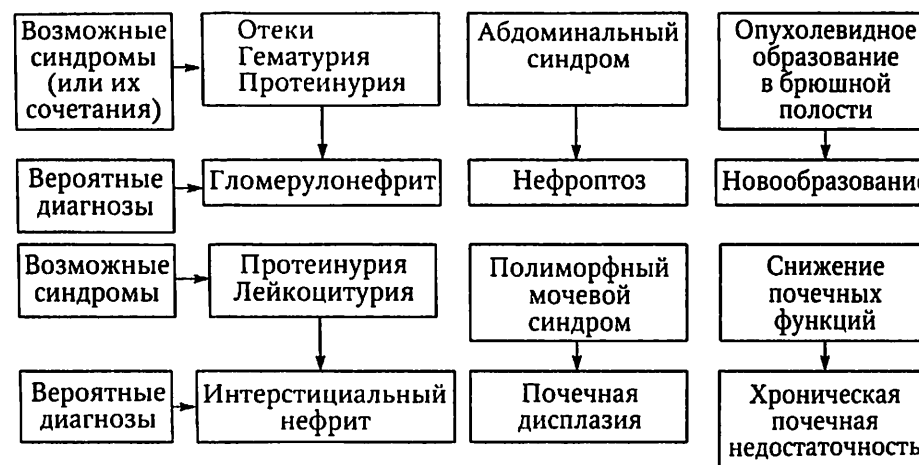 Возможные
синдромы
(или их
сочетания)
Отеки
Гематурия
Протеинурия
Абдоминальный
синдром
Опухолевидное
образование
в брюшной
полости
Вероятные
диагнозы
Гломерулонефрит
Нефроптоз
Новообразование
Возможные
синдромы
Протеинурия
Лейкоцитурия
Полиморфный
мочевой
синдром
Снижение
почечных
функций
Вероятные
диагнозы
Интерстициальный
нефрит
Почечная
дисплазия
Хроническая
почечная
недостаточность